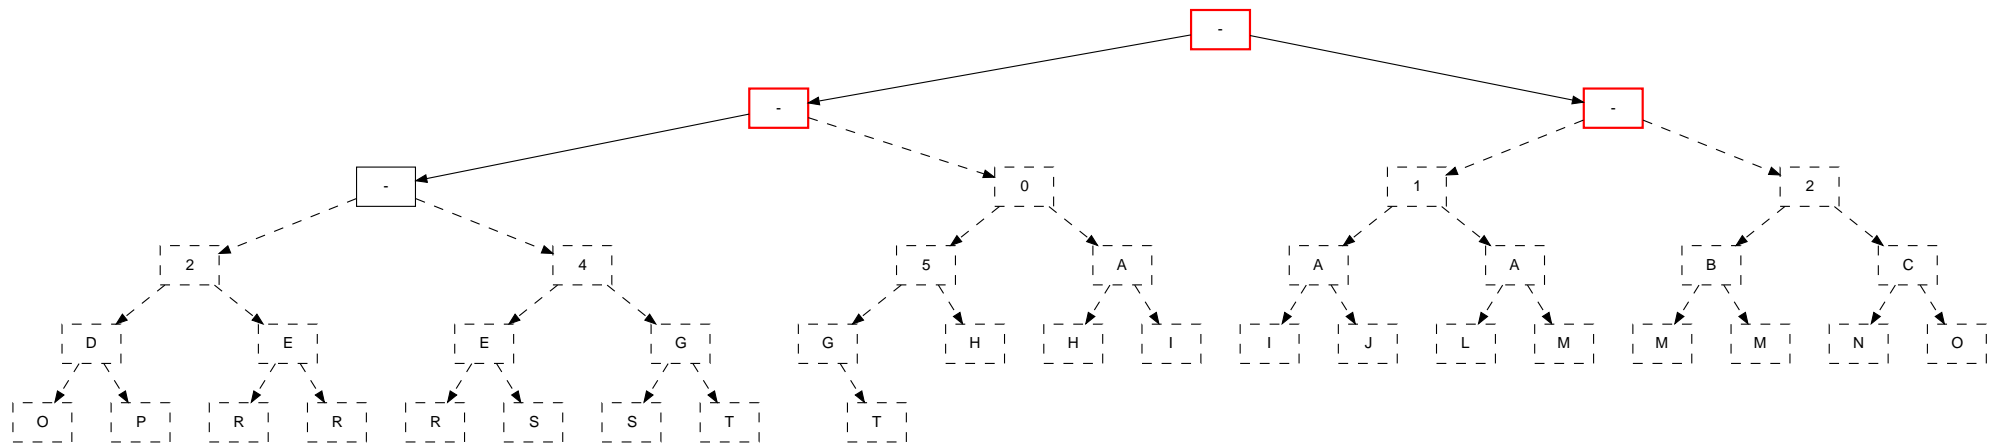 -
- -
- 0 1 2
2 4 5 A A A B C
D E E G G H H I I J L M M M N O
O P R R R S S T T